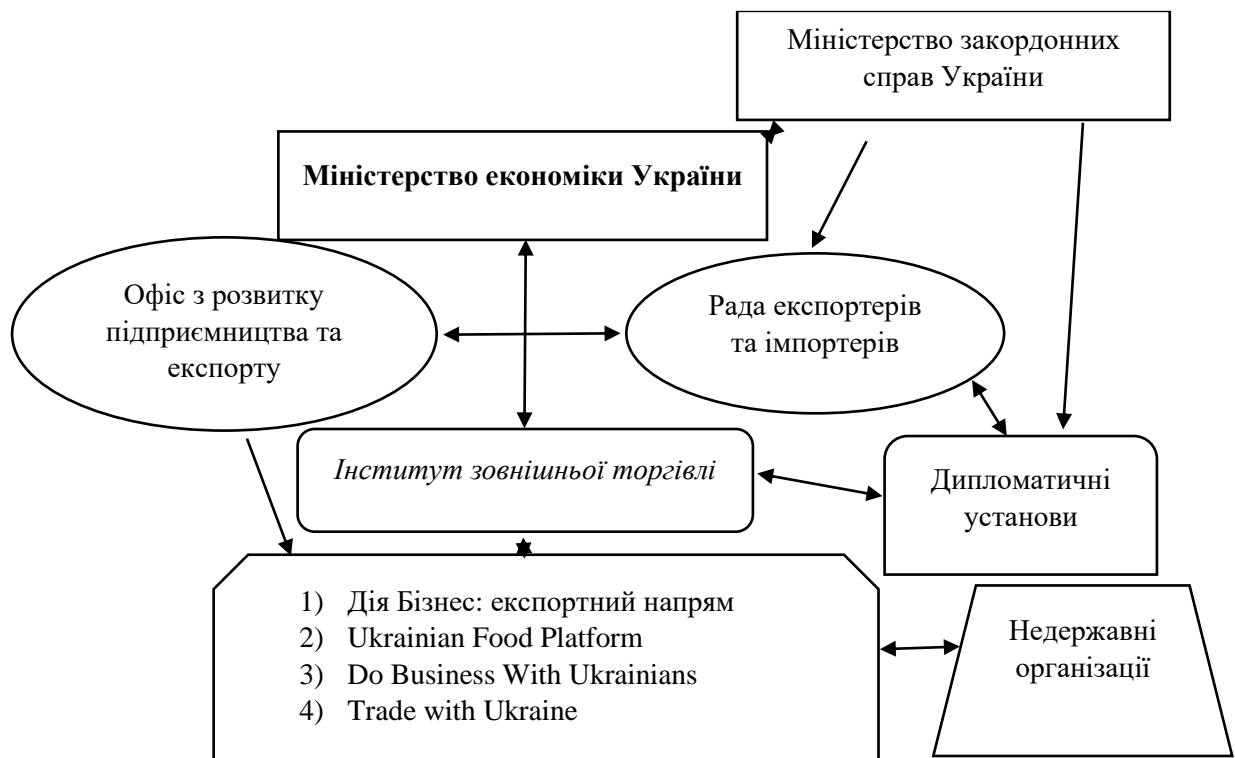 Міністерство закордонних
справ України
Міністерство економіки України
Офіс з розвитку
підприємництва та
експорту
Рада експортерів
та імпортерів
Інститут зовнішньої торгівлі
Дипломатичні
установи
1) Дія Бізнес: експортний напрям
2) Ukrainian Food Platform
3) Do Business With Ukrainians
4) Trade with Ukraine
Недержавні
організації